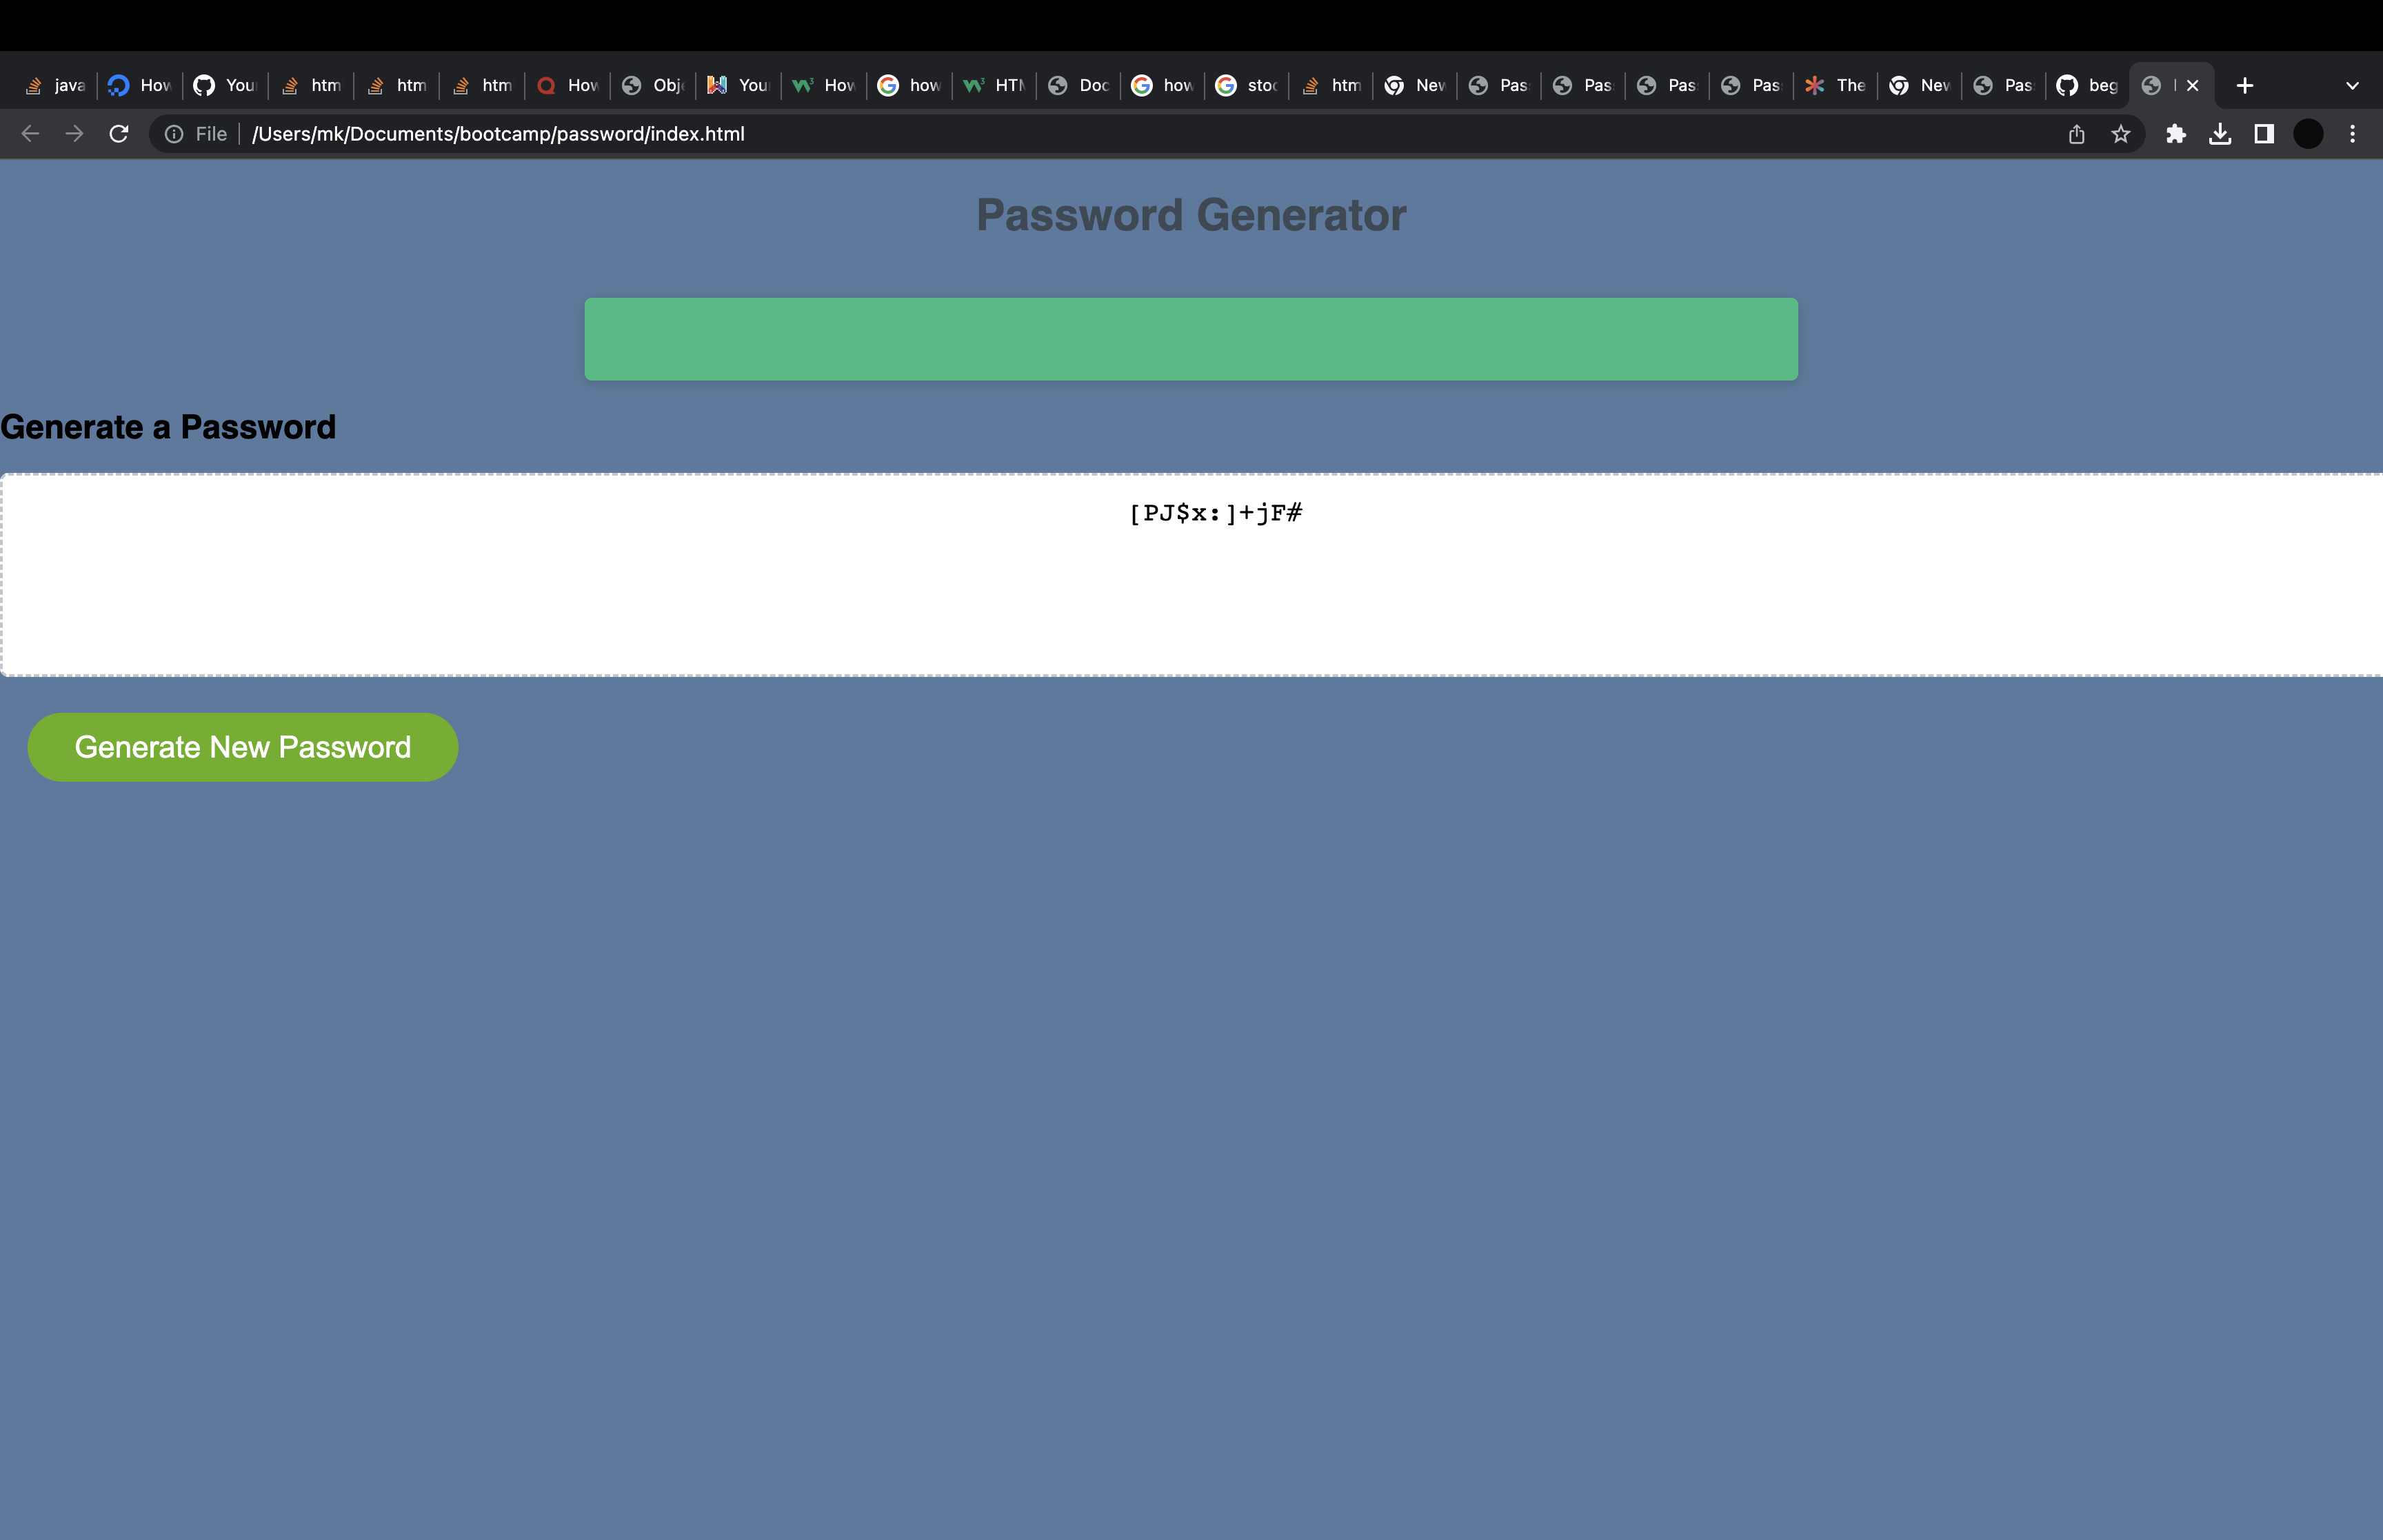 java How You htm htm htm How Obj You How how HTM Doc how stoc htm New Pas Pas Pas Pas The New Pas beg
File /Users/mk/Documents/bootcamp/password/index.html
Password Generator
Generate a Password
[PJ$x:]+jF#
Generate New Password